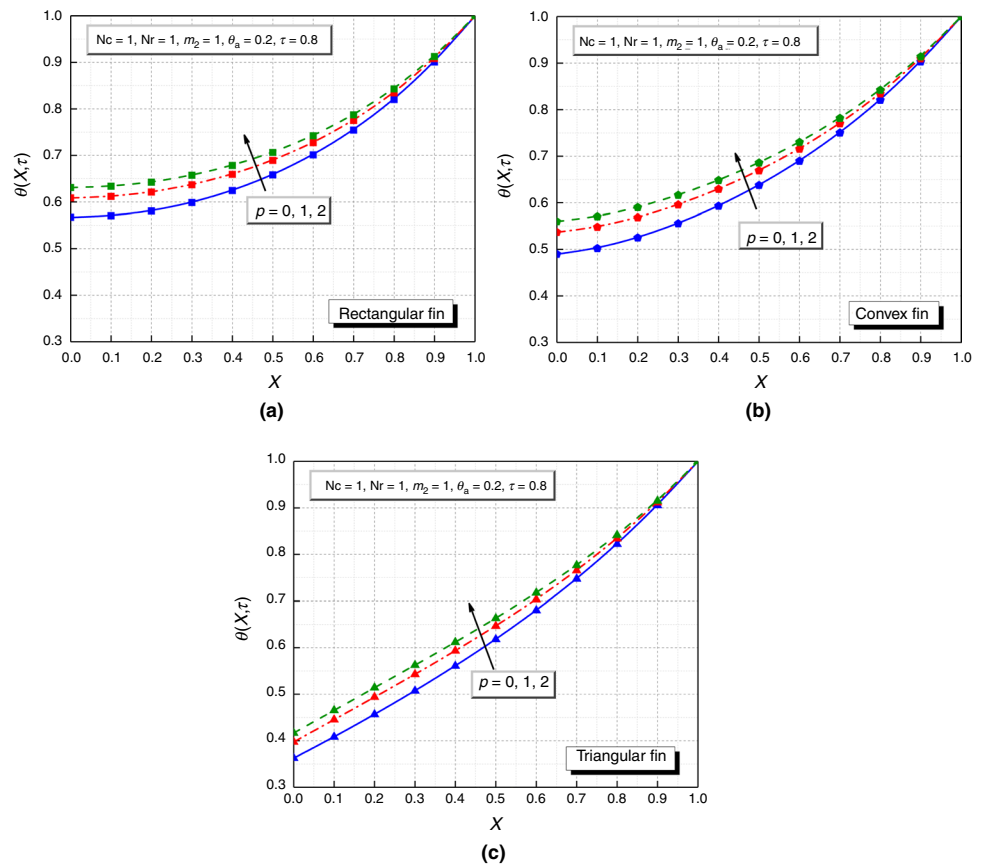 Nc = 1, Nr = 1, m₂ = 1, θₐ = 0.2, τ = 0.8
1.0
0.9
0.8
0.7
0.6
0.5
0.4
0.3
θ(X,τ)
p = 0, 1, 2
Rectangular fin
0.0 0.1 0.2 0.3 0.4 0.5 0.6 0.7 0.8 0.9 1.0
X
(a)
Nc = 1, Nr = 1, m₂ = 1, θₐ = 0.2, τ = 0.8
1.0
0.9
0.8
0.7
0.6
0.5
0.4
0.3
θ(X,τ)
p = 0, 1, 2
Convex fin
0.0 0.1 0.2 0.3 0.4 0.5 0.6 0.7 0.8 0.9 1.0
X
(b)
Nc = 1, Nr = 1, m₂ = 1, θₐ = 0.2, τ = 0.8
1.0
0.9
0.8
0.7
0.6
0.5
0.4
0.3
θ(X,τ)
p = 0, 1, 2
Triangular fin
0.0 0.1 0.2 0.3 0.4 0.5 0.6 0.7 0.8 0.9 1.0
X
(c)